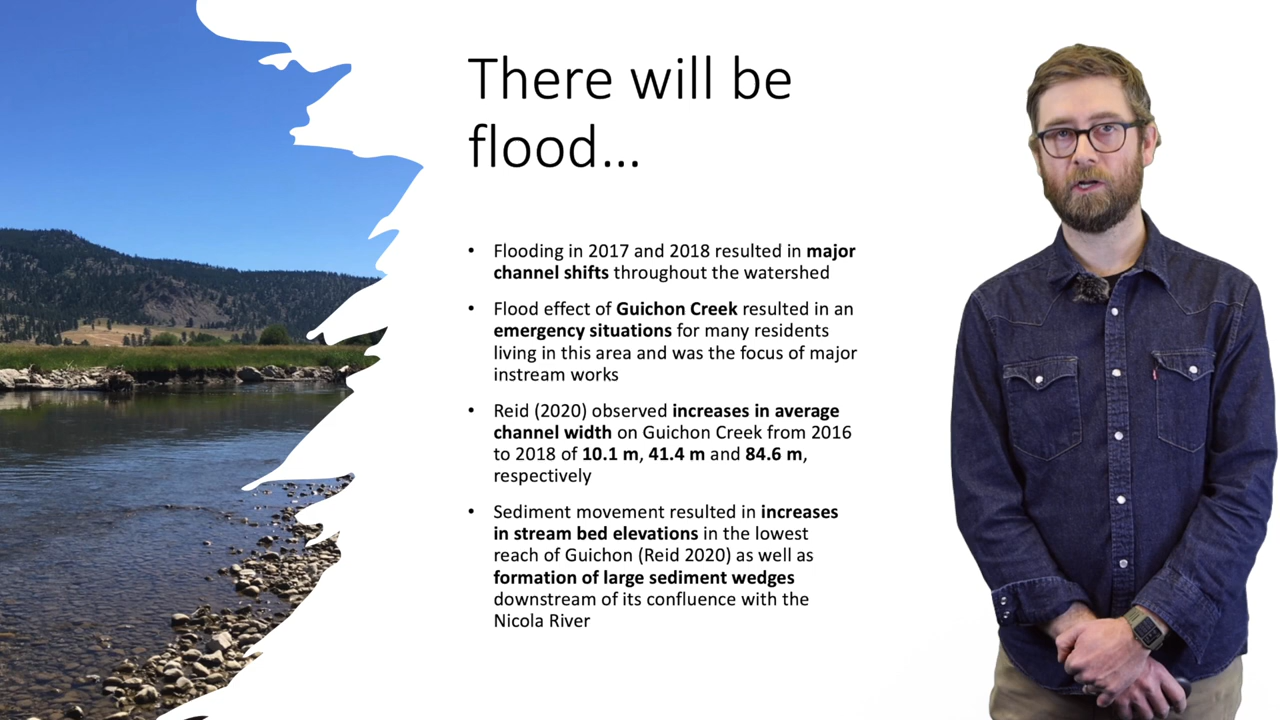 There will be
flood...
• Flooding in 2017 and 2018 resulted in major
channel shifts throughout the watershed
• Flood effect of Guichon Creek resulted in an
emergency situations for many residents
living in this area and was the focus of major
instream works
• Reid (2020) observed increases in average
channel width on Guichon Creek from 2016
to 2018 of 10.1 m, 41.4 m and 84.6 m,
respectively
• Sediment movement resulted in increases
in stream bed elevations in the lowest
reach of Guichon (Reid 2020) as well as
formation of large sediment wedges
downstream of its confluence with the
Nicola River